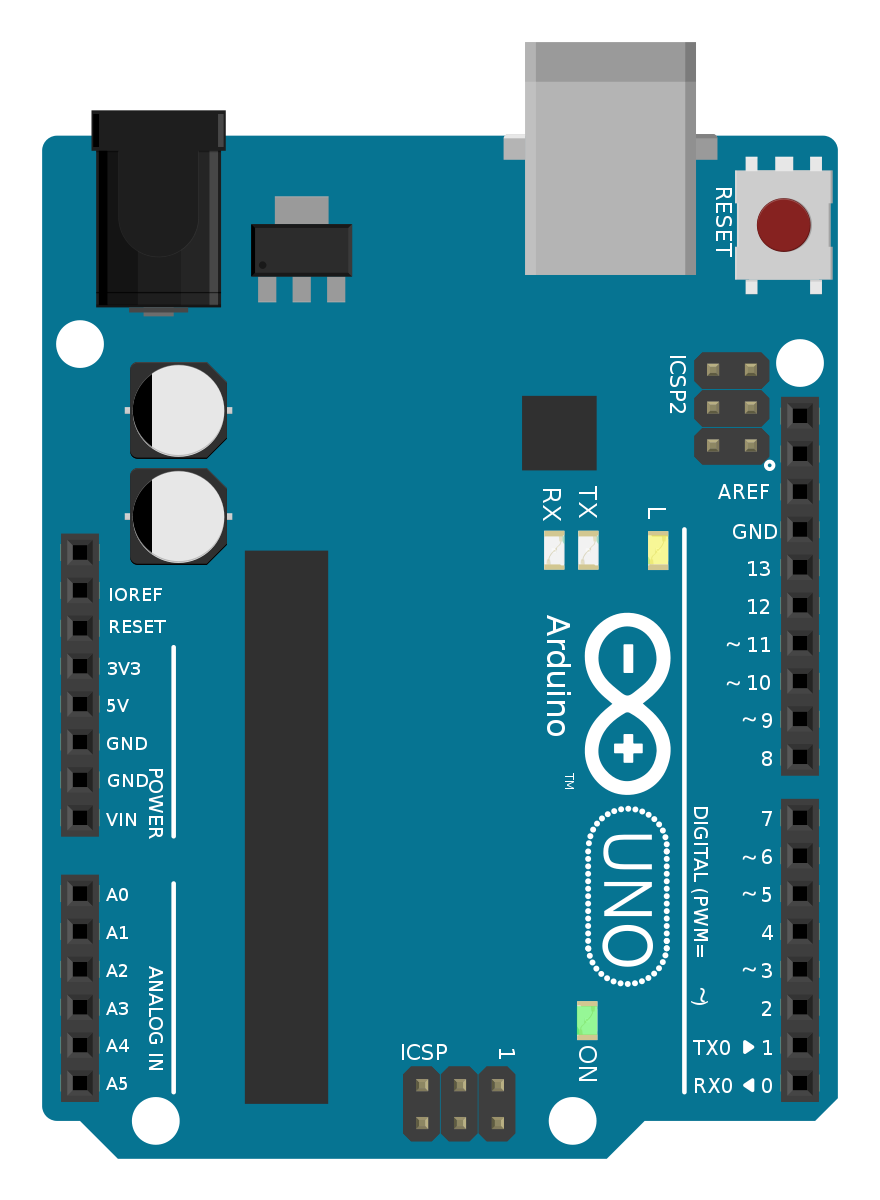 RESET
ICSP2
AREF
GND
13
12
~11
~10
~9
8
7
~6
~5
4
~3
2
TX0 ▶ 1
RX0 ◀ 0
DIGITAL (PWM= ~)
RX
TX
L
Arduino
TM
UNO
ON
IOREF
RESET
3V3
5V
GND
GND
VIN
POWER
A0
A1
A2
A3
A4
A5
ANALOG IN
ICSP
1